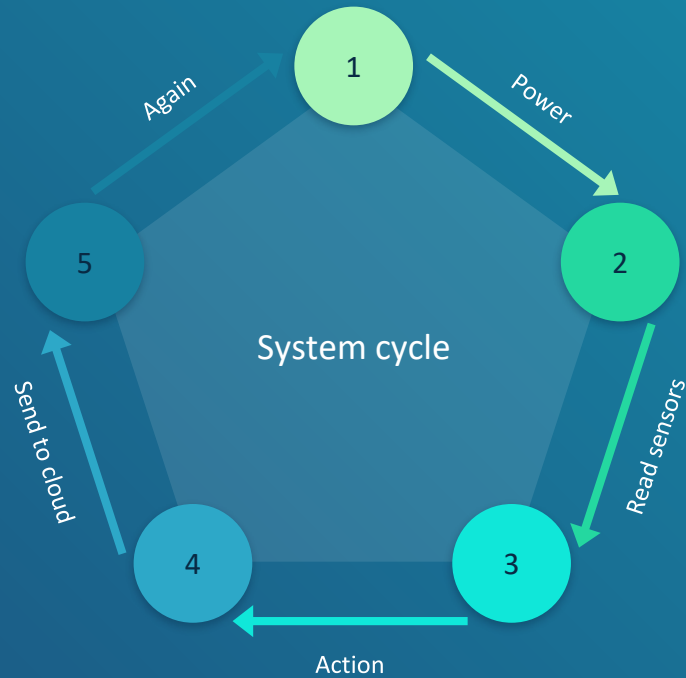 1
Power
2
Read sensors
3
Action
4
Send to cloud
5
Again
System cycle